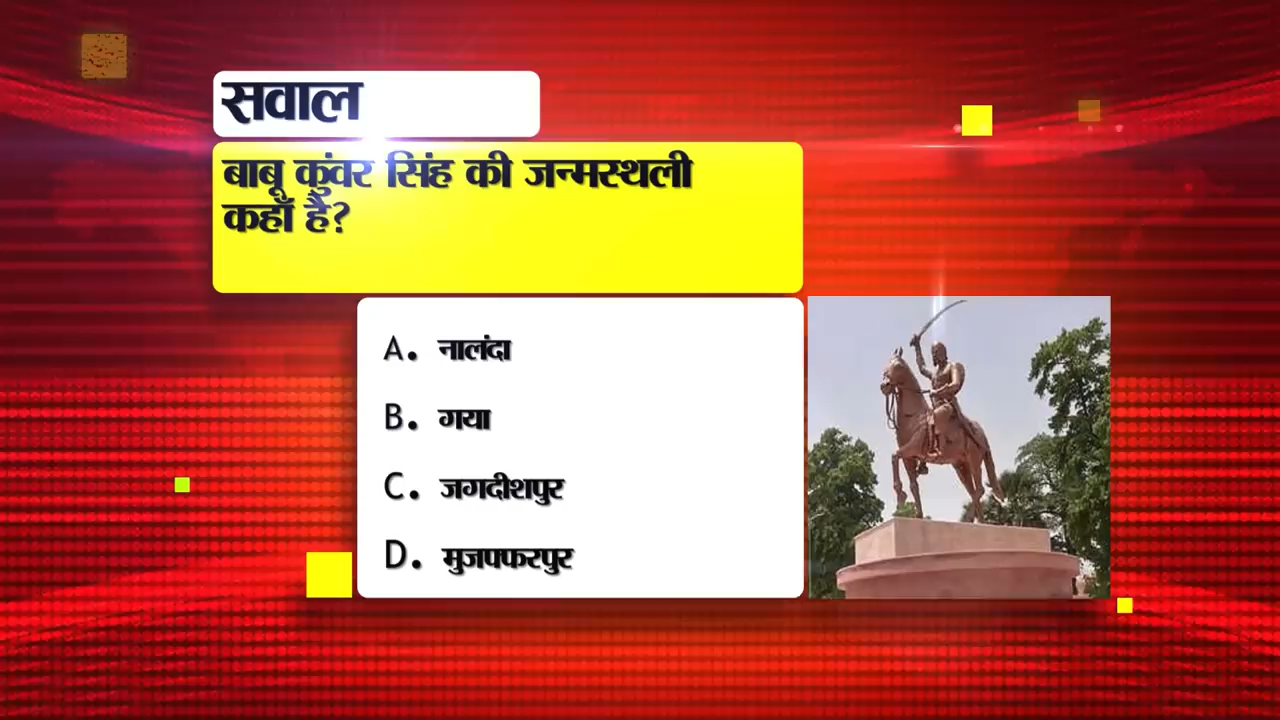 सवाल
बाबू कुंवर सिंह की जन्मस्थली
कहाँ है?
A. नालंदा
B. गया
C. जगदीशपुर
D. मुजफ्फरपुर